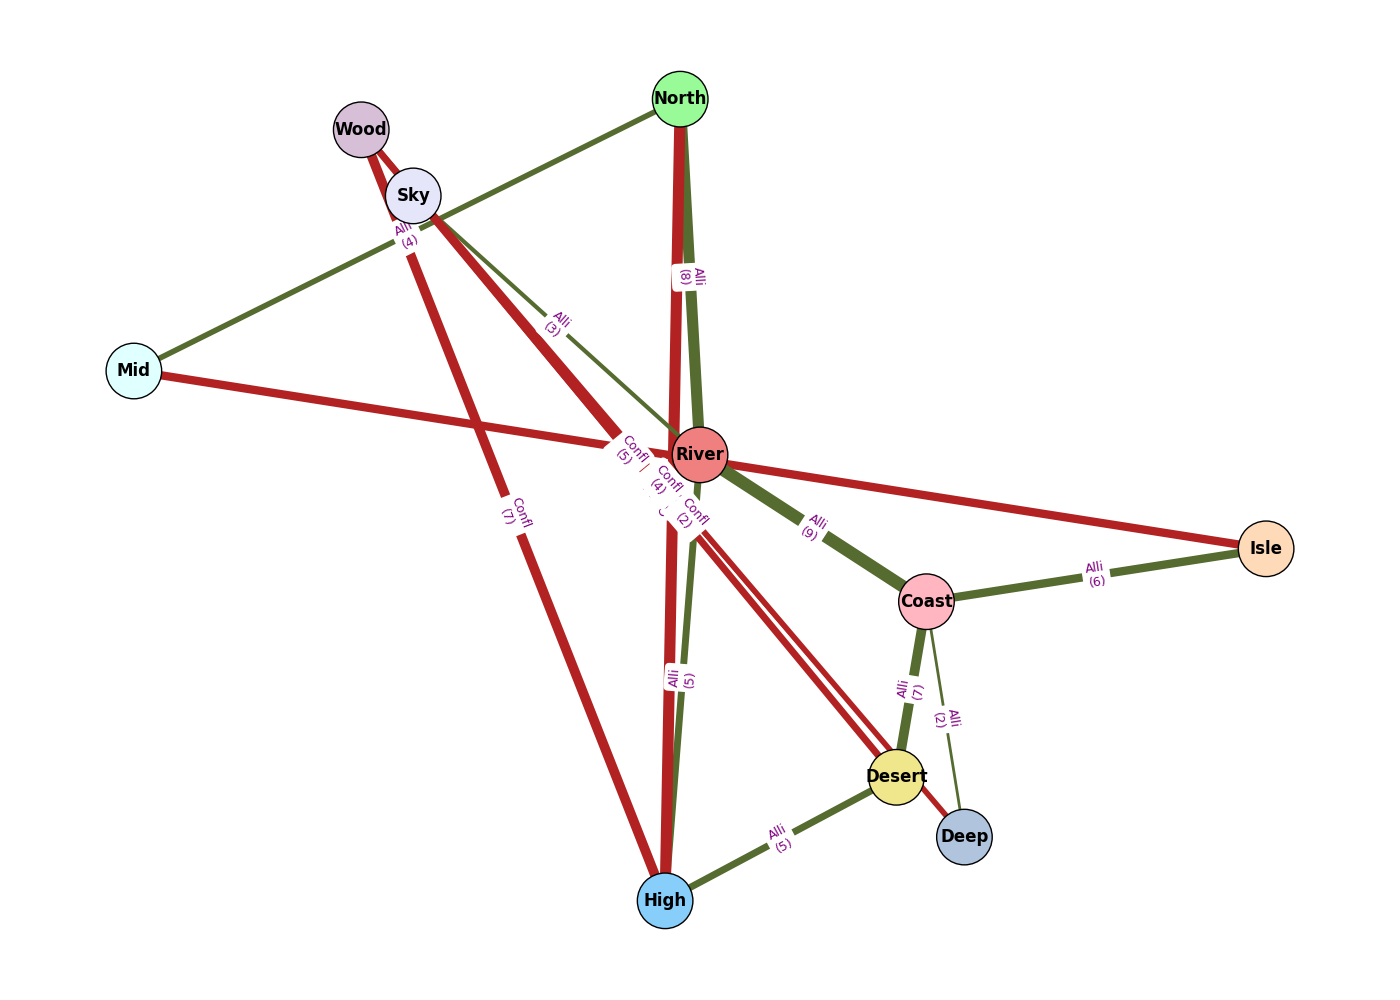 North
Wood
Sky
Alli
(4)
Alli
(8)
Alli
(3)
Mid
River
Confl
(5)
Confl
(4)
Confl
(2)
Confl
(7)
Alli
(9)
Isle
Alli
(6)
Coast
Alli
(5)
Alli
(7)
Alli
(2)
Desert
Alli
(5)
Deep
High